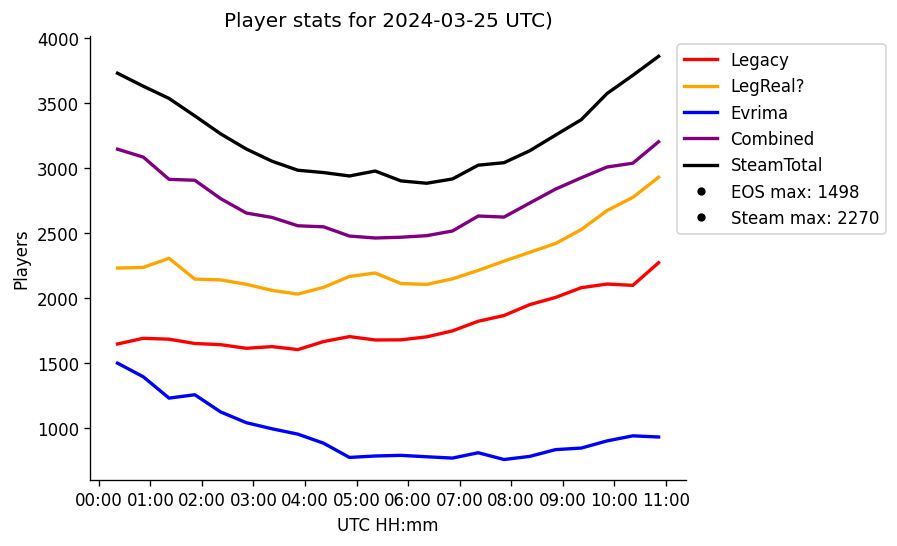 Player stats for 2024-03-25 UTC)
4000
3500
3000
2500
2000
1500
1000
Players
00:00 01:00 02:00 03:00 04:00 05:00 06:00 07:00 08:00 09:00 10:00 11:00
UTC HH:mm
Legacy
LegReal?
Evrima
Combined
SteamTotal
EOS max: 1498
Steam max: 2270